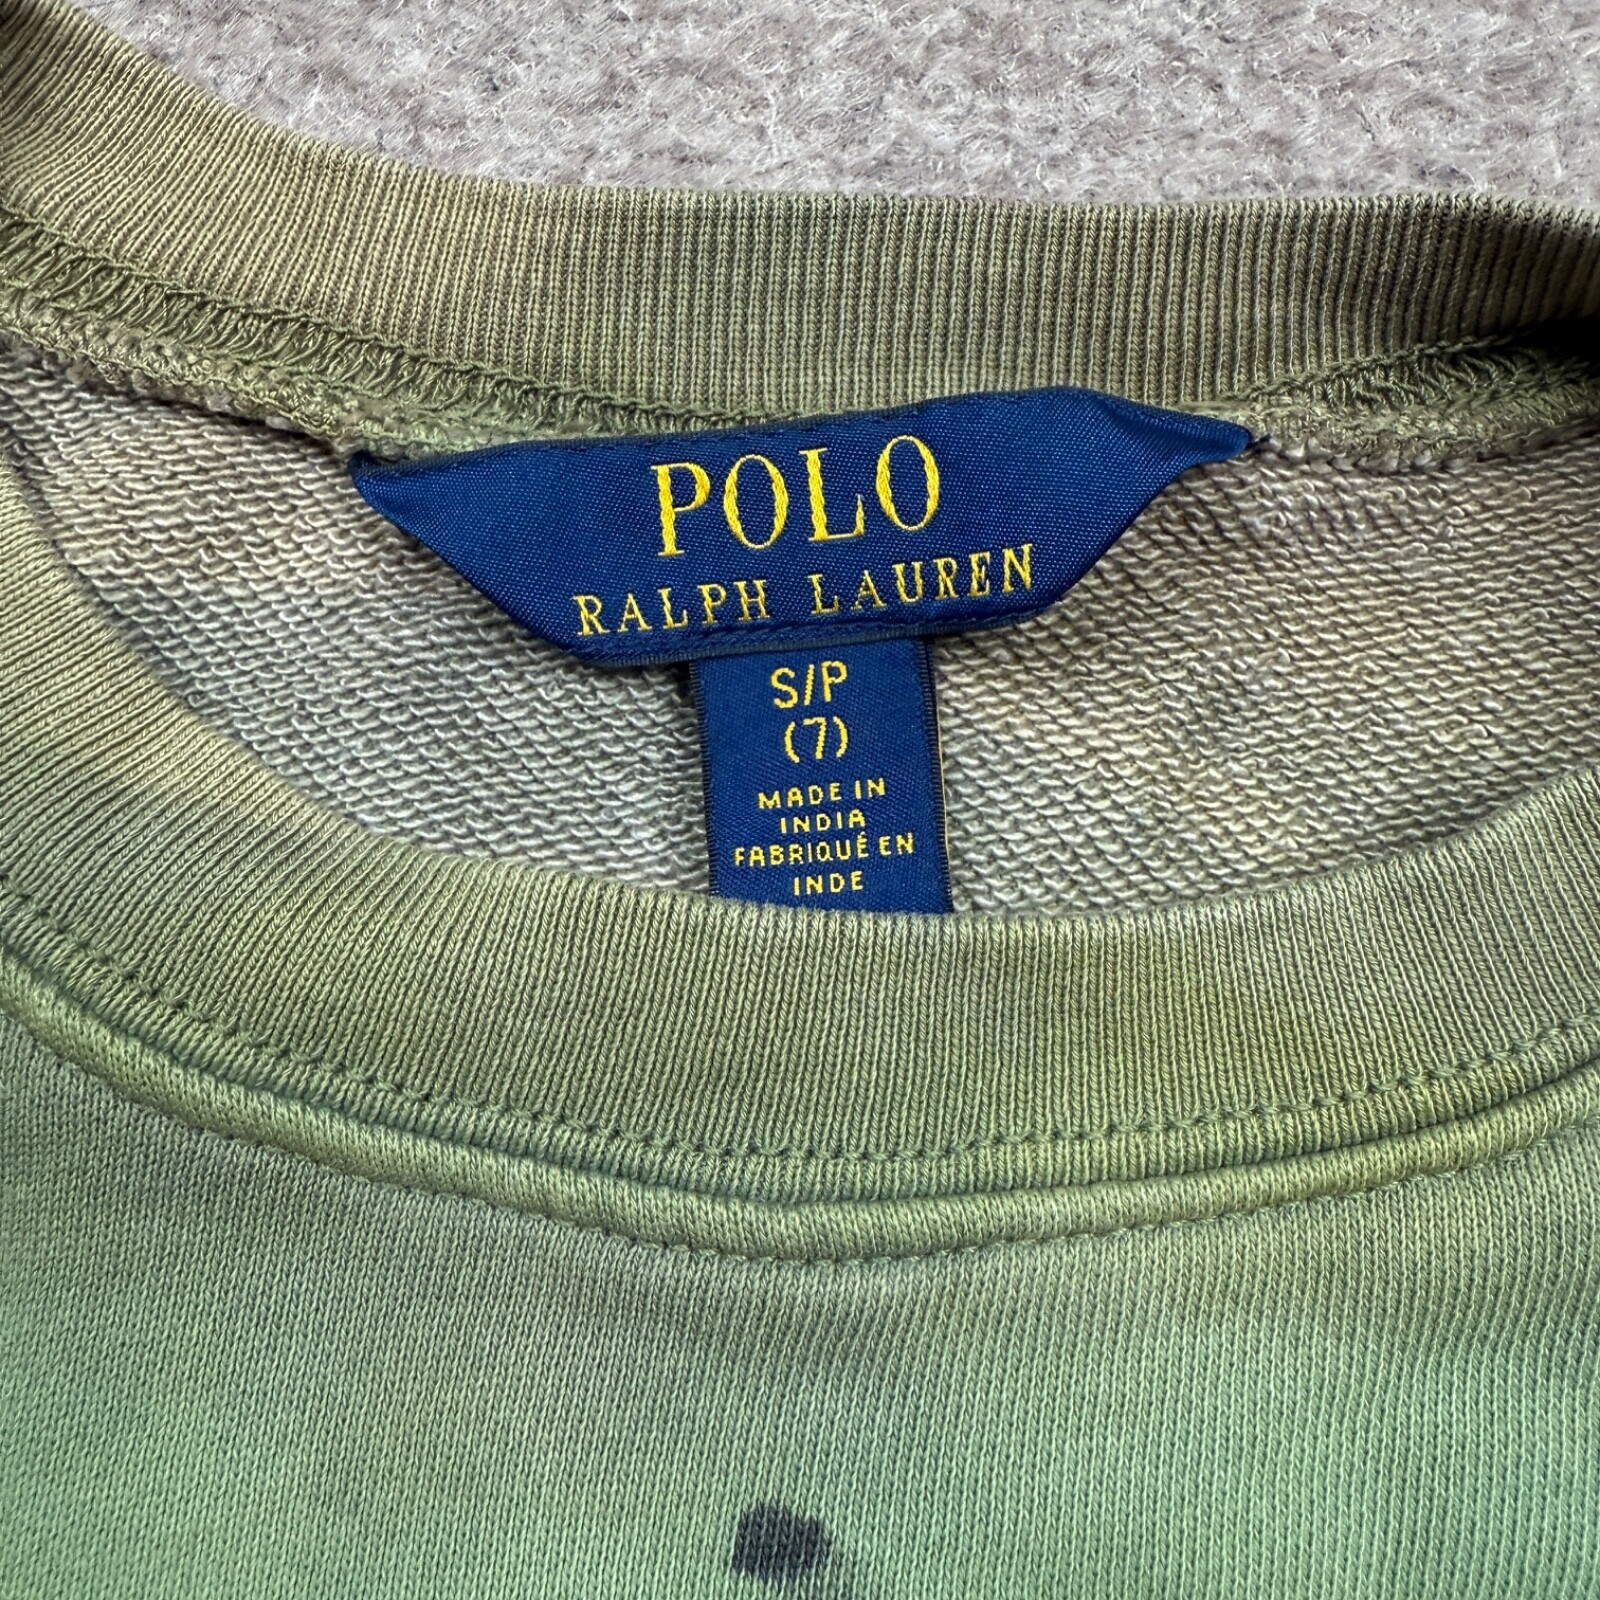 POLO
RALPH LAUREN
S/P
(7)
MADE IN
INDIA
FABRIQUÉ EN
INDE